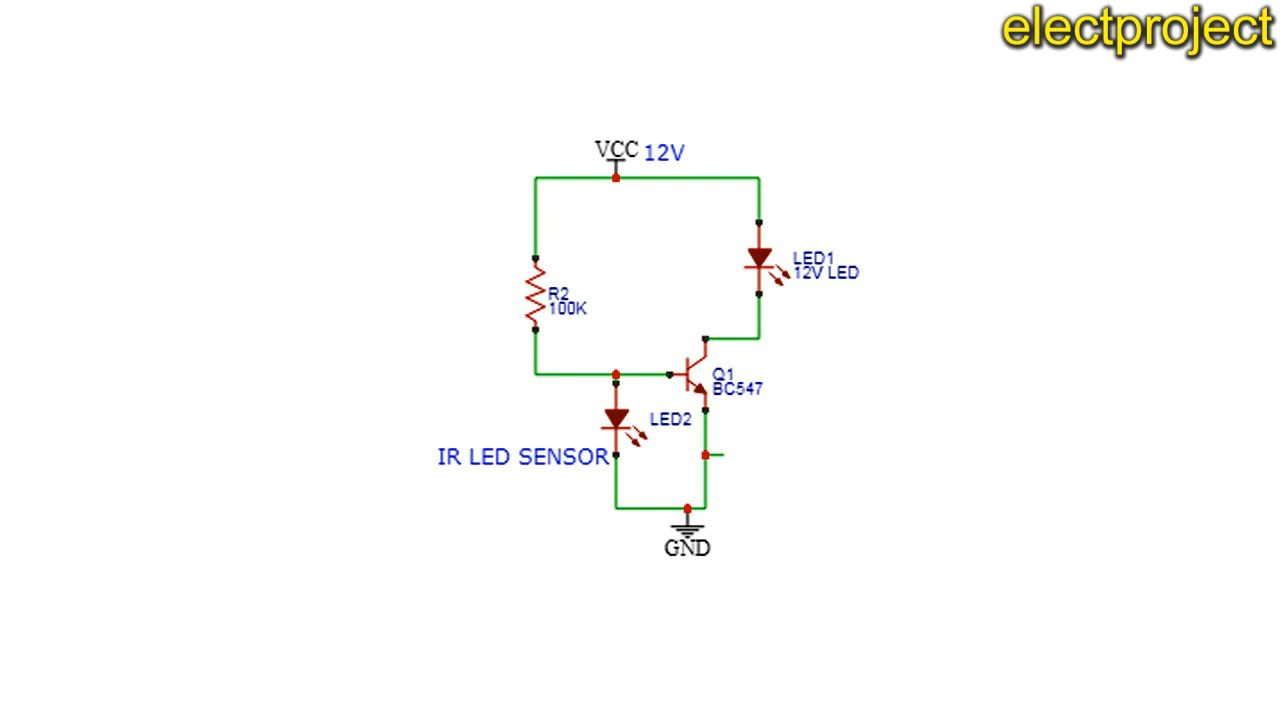 electproject
VCC 12V
LED1
12V LED
R2
100K
Q1
BC547
LED2
IR LED SENSOR
GND